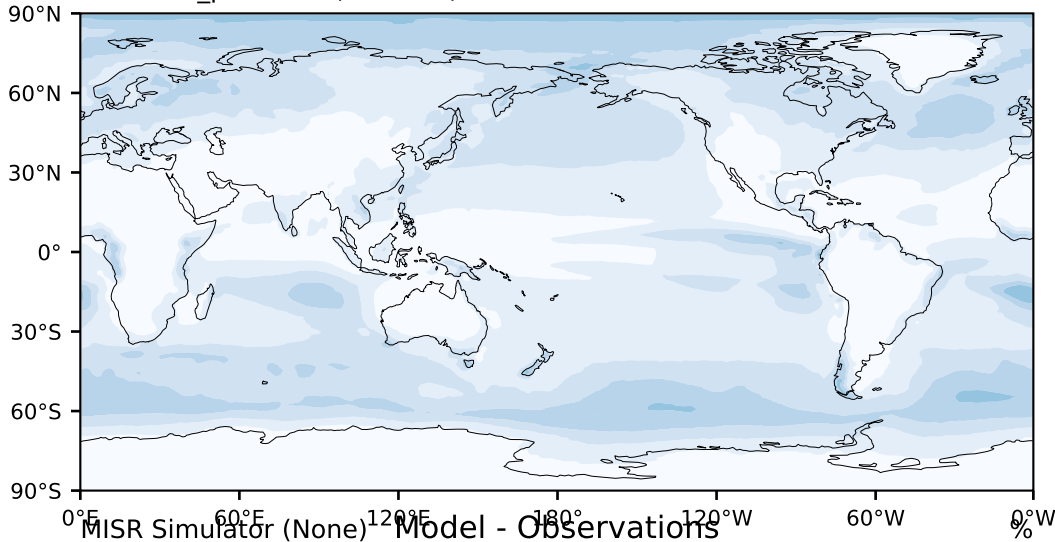 90°N
60°N
30°N
0°
30°S
60°S
90°S
0°E 60°E 120°E 180°W 120°W 60°W 0°W
MISR Simulator (None) Model - Observations %